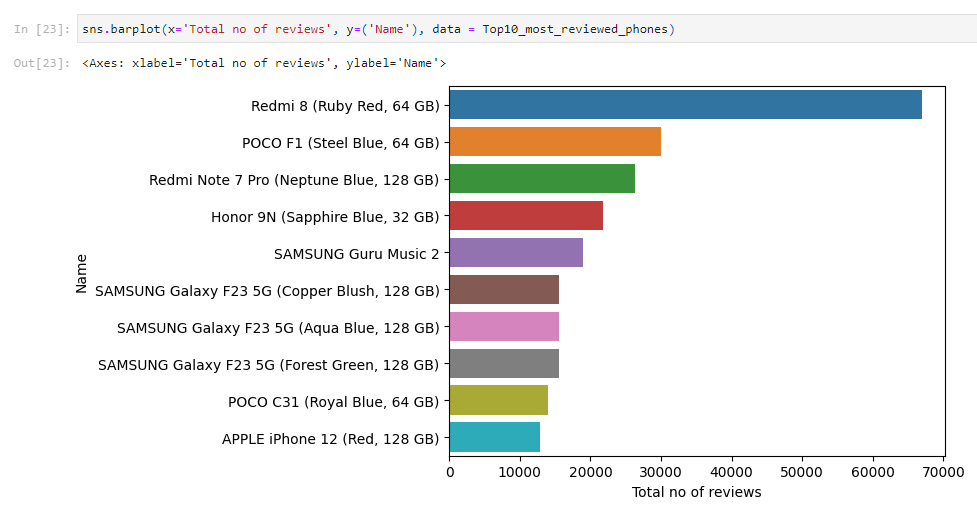 In [23]: sns.barplot(x='Total no of reviews', y=('Name'), data = Top10_most_reviewed_phones)
Out[23]: <Axes: xlabel='Total no of reviews', ylabel='Name'>
Redmi 8 (Ruby Red, 64 GB)
POCO F1 (Steel Blue, 64 GB)
Redmi Note 7 Pro (Neptune Blue, 128 GB)
Honor 9N (Sapphire Blue, 32 GB)
SAMSUNG Guru Music 2
Name
SAMSUNG Galaxy F23 5G (Copper Blush, 128 GB)
SAMSUNG Galaxy F23 5G (Aqua Blue, 128 GB)
SAMSUNG Galaxy F23 5G (Forest Green, 128 GB)
POCO C31 (Royal Blue, 64 GB)
APPLE iPhone 12 (Red, 128 GB)
0 10000 20000 30000 40000 50000 60000 70000
Total no of reviews